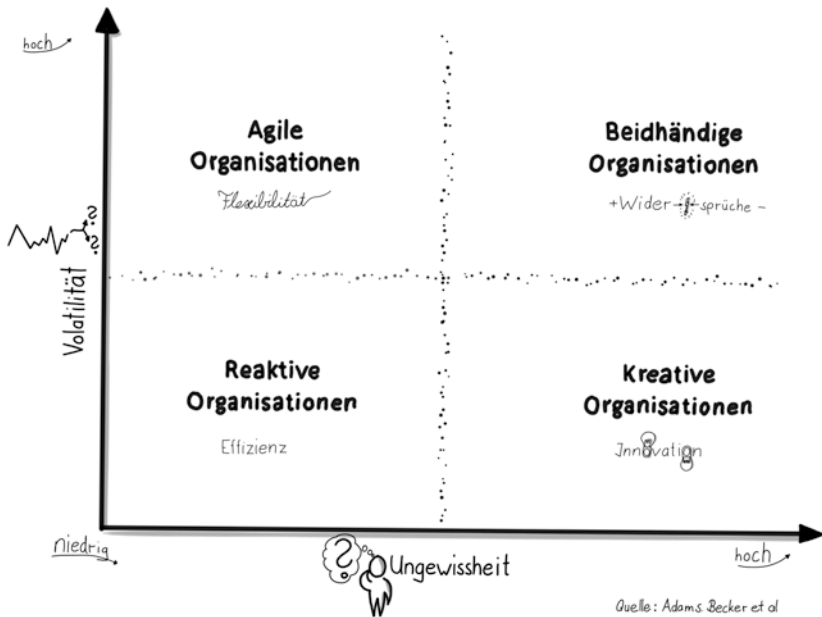 hoch
Agile
Organisationen
Flexibilität
Beidhändige
Organisationen
+Wider sprüche -
? ?
Volatilität
Reaktive
Organisationen
Effizienz
Kreative
Organisationen
Innovation
niedrig
?
Ungewissheit
hoch
Quelle: Adams Becker et al